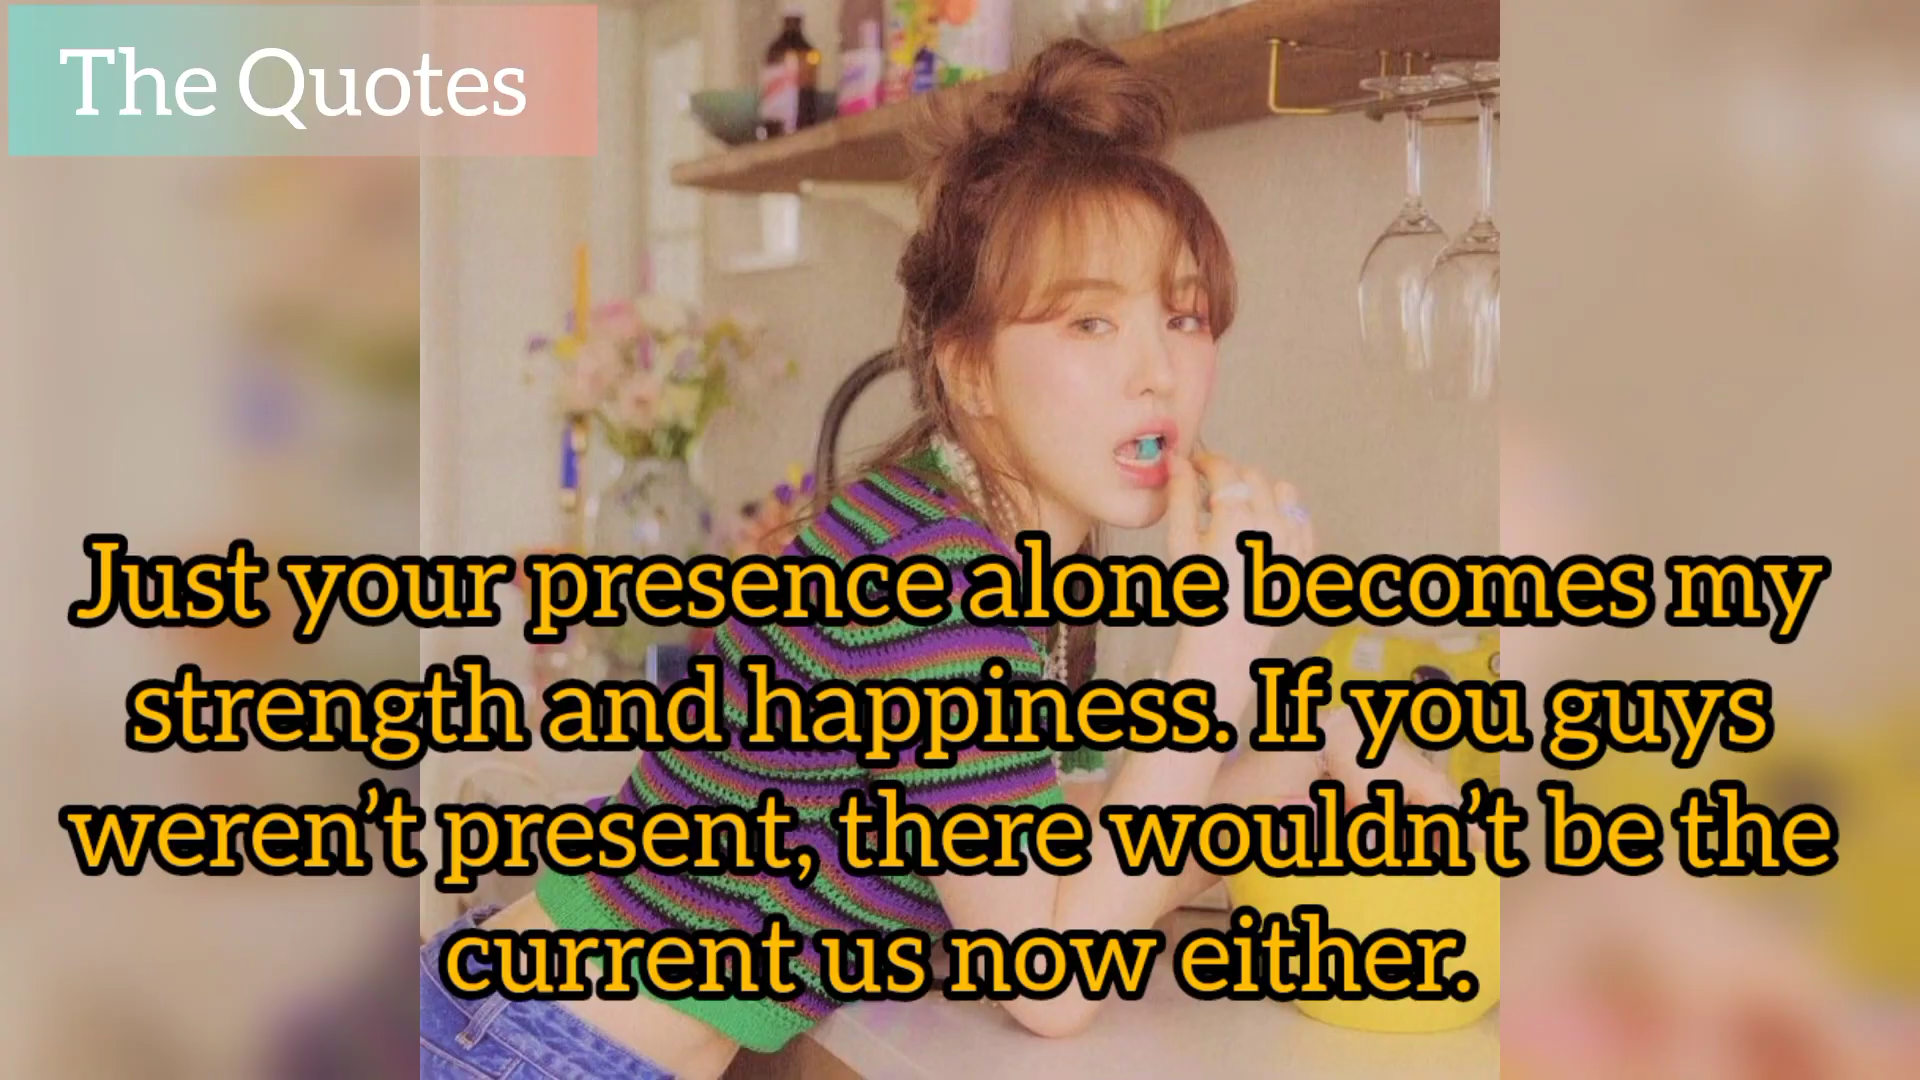 The Quotes
Just your presence alone becomes my
strength and happiness. If you guys
weren’t present, there wouldn’t be the
current us now either.